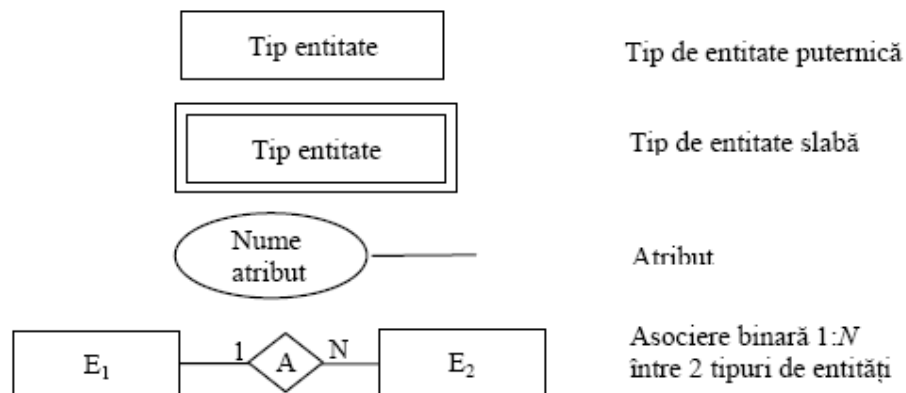 Tip entitate
Tip de entitate puternică
Tip entitate
Tip de entitate slabă
Nume
atribut
Atribut
E₁
1
A
N
E₂
Asociere binară 1:N
între 2 tipuri de entități